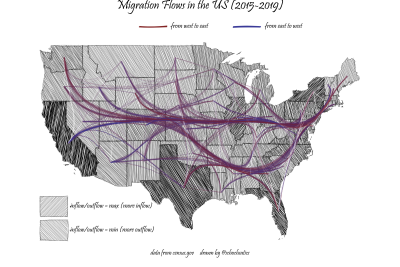 Migration Flows in the US (2015-2019)
from west to east
from east to west
inflow/outflow = max (more inflow)
inflow/outflow = min (more outflow)
data from census.gov drawn by